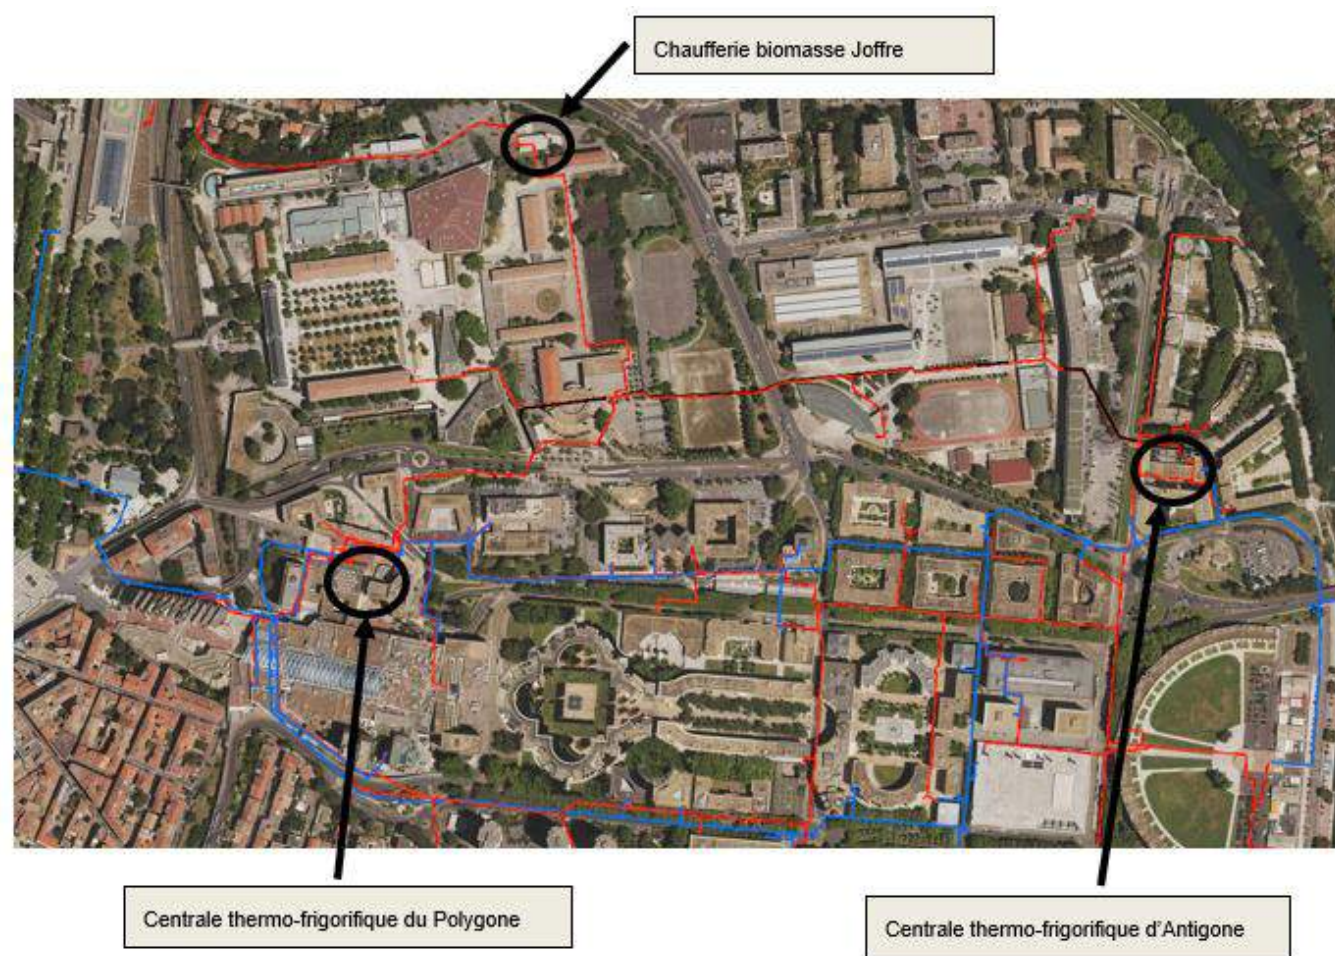 Chaufferie biomasse Joffre
Centrale thermo-frigorifique du Polygone
Centrale thermo-frigorifique d'Antigone